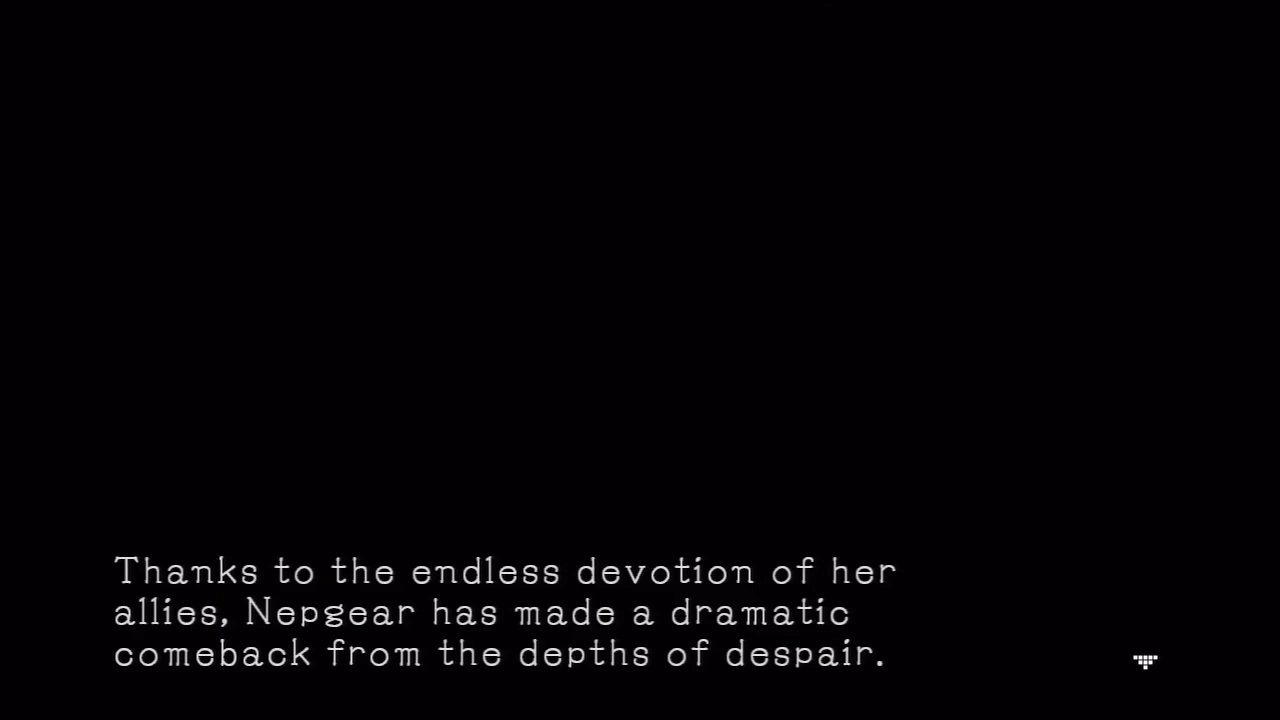 Thanks to the endless devotion of her
allies, Nepgear has made a dramatic
comeback from the depths of despair.